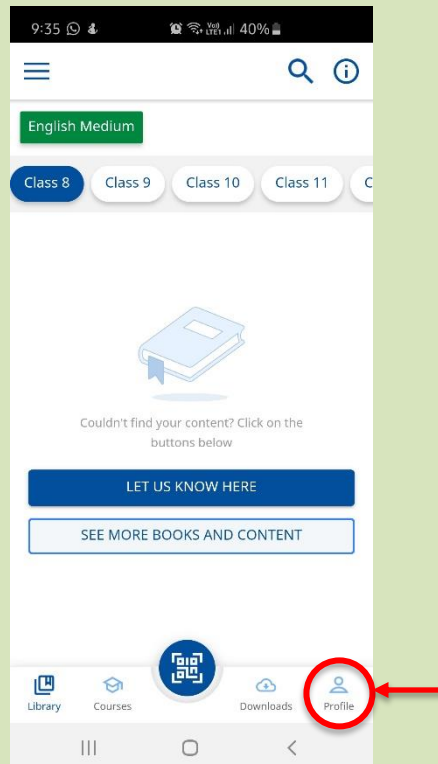 9:35 40%
English Medium
Class 8 Class 9 Class 10 Class 11 C
Couldn't find your content? Click on the
buttons below
LET US KNOW HERE
SEE MORE BOOKS AND CONTENT
Library Courses Downloads Profile